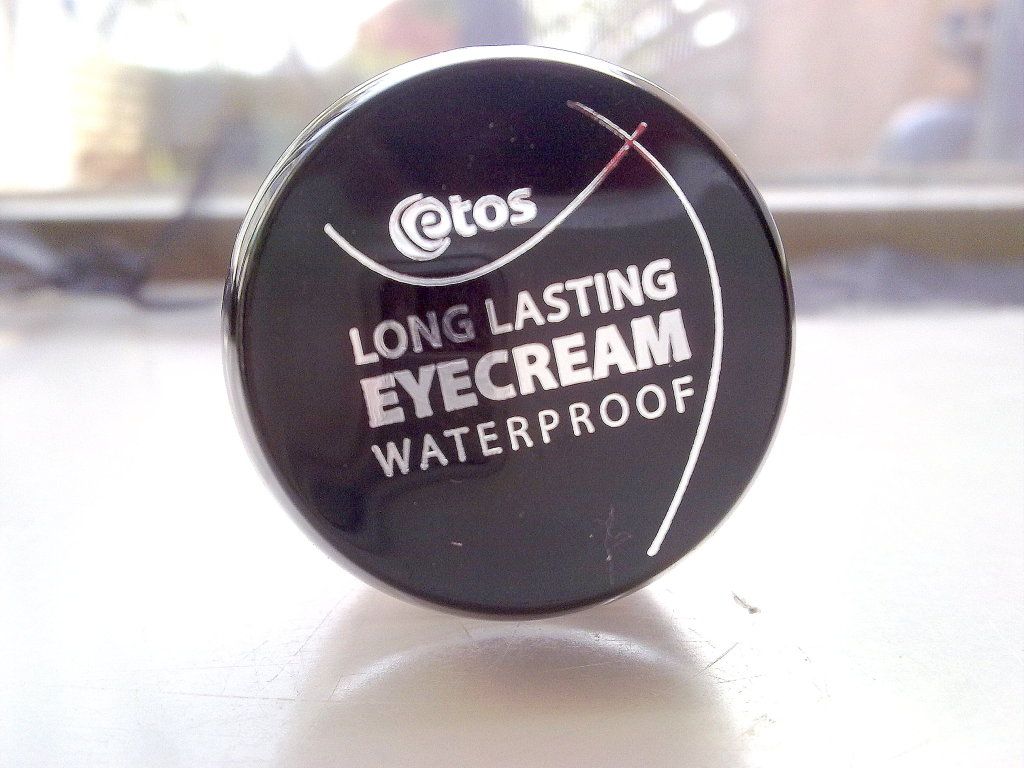 etos
LONG LASTING
EYECREAM
WATERPROOF